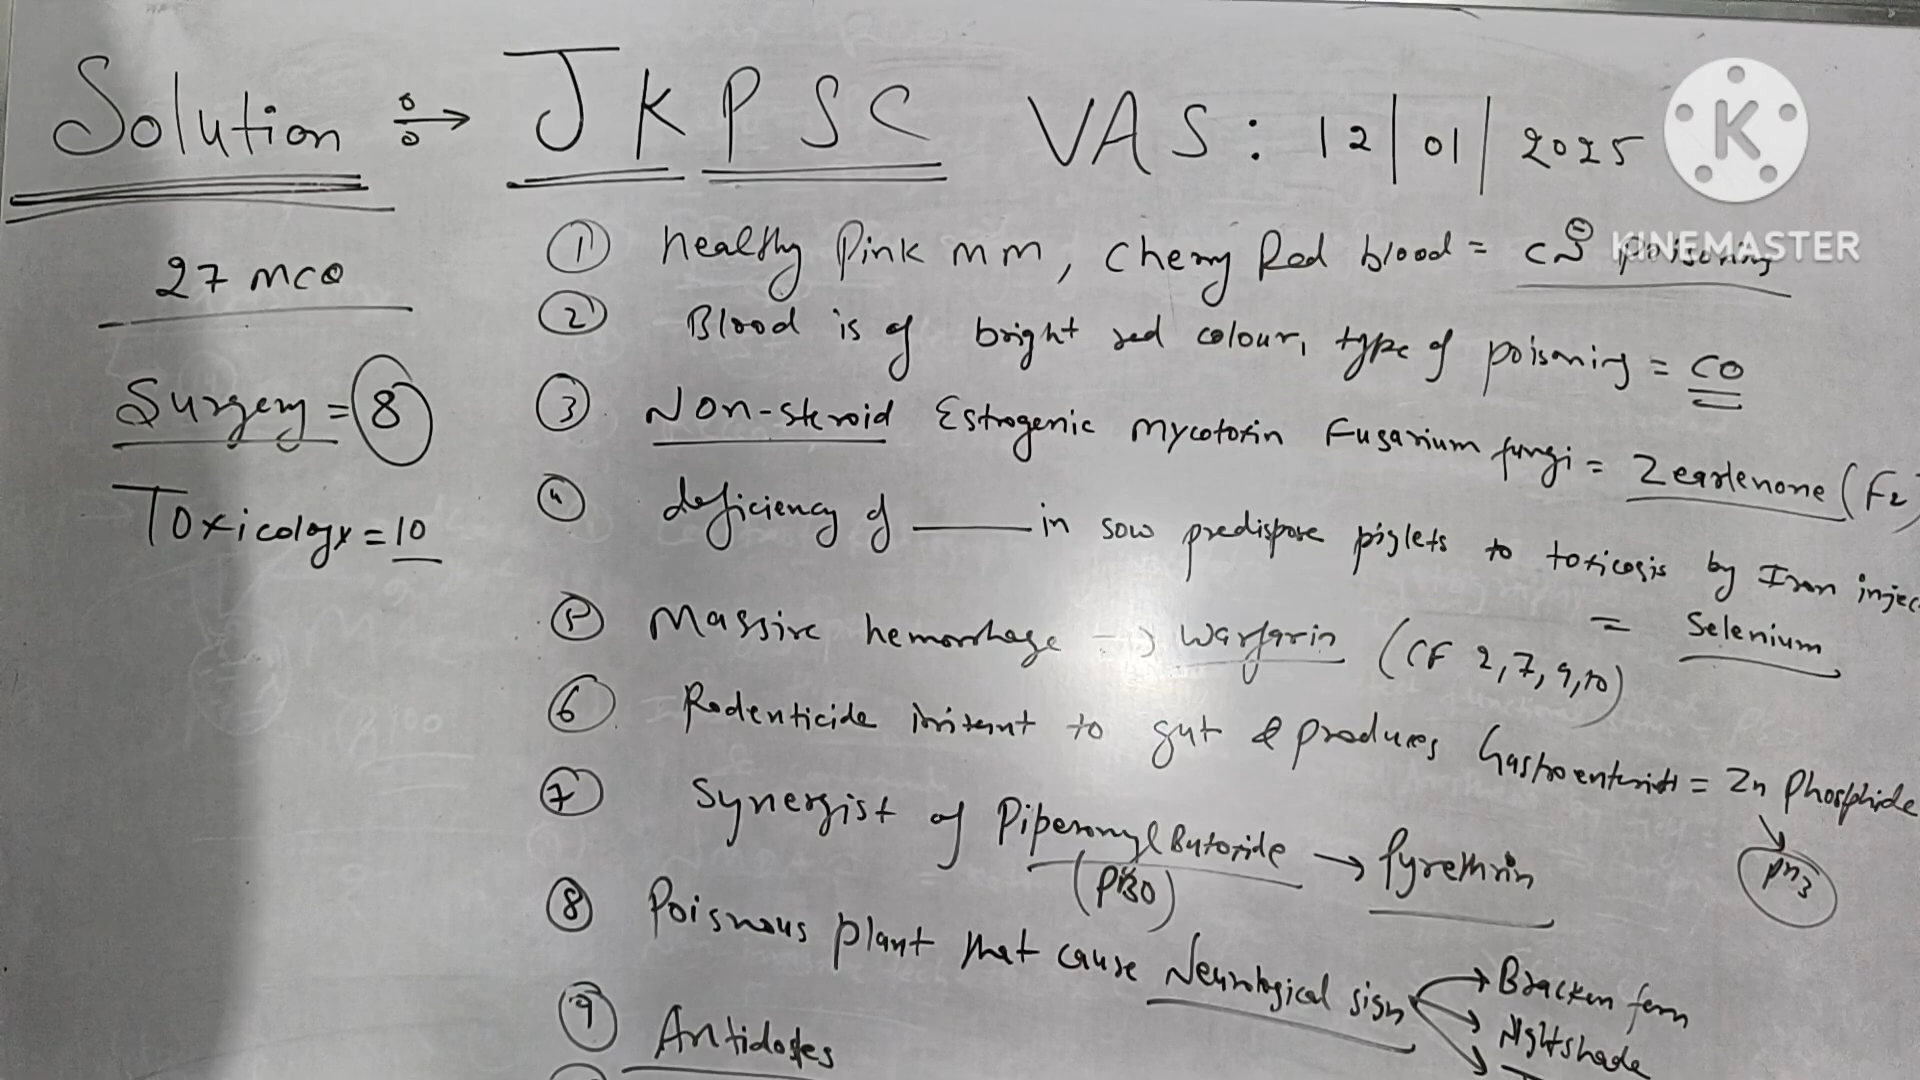 Solution ÷→ JKPSC VAS: 12/01/2025
K
KINEMASTER
27 MCQ
Surgery = 8
Toxicology = 10
① healthy Pink mm, Cherry Red blood = CN⊖ poisoning
② Blood is of bright red colour, type of poisoning = CO
③ Non-steroid Estrogenic mycotoxin Fusarium fungi = Zearlenone (F2)
④ deficiency of ____ in sow predispose piglets to toxicosis by Iron injec
= Selenium
⑤ Massive hemorrhage → Warfarin (CF 2,7,9,10)
⑥ Rodenticide irritant to gut & produces Gastroenteritis = Zn Phosphide
↓
PH3
⑦ Synergist of Piperonyl Butoxide → Pyrethrin
(PBO)
⑧ Poisnous plant that cause Neurological sign → Bracken fern
→ Nightshade
⑨ Antidotes